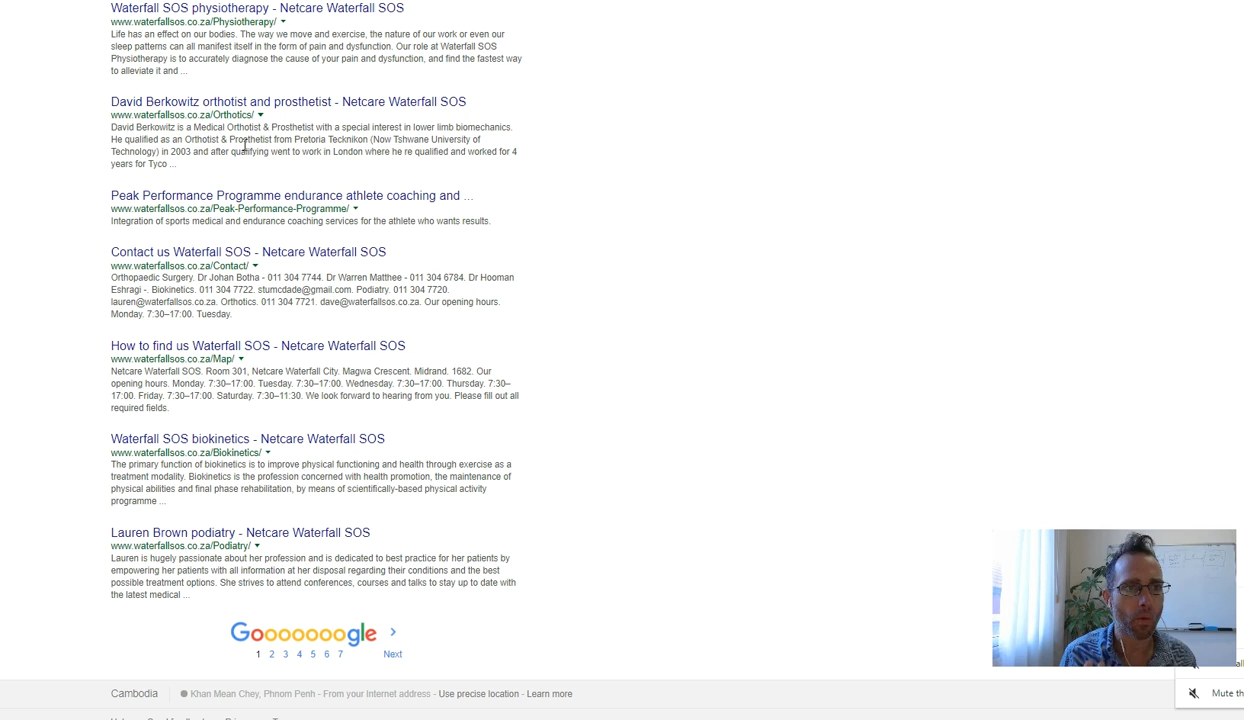 Waterfall SOS physiotherapy - Netcare Waterfall SOS
www.waterfallsos.co.za/Physiotherapy/
Life has an effect on our bodies. The way we move and exercise, the nature of our work or even our
sleep patterns can all manifest itself in the form of pain and dysfunction. Our role at Waterfall SOS
Physiotherapy is to accurately diagnose the cause of your pain and dysfunction, and find the fastest way
to alleviate it and ...
David Berkowitz orthotist and prosthetist - Netcare Waterfall SOS
www.waterfallsos.co.za/Orthotics/
David Berkowitz is a Medical Orthotist & Prosthetist with a special interest in lower limb biomechanics.
He qualified as an Orthotist & Prosthetist from Pretoria Tecknikon (Now Tshwane University of
Technology) in 2003 and after qualifying went to work in London where he re qualified and worked for 4
years for Tyco ...
Peak Performance Programme endurance athlete coaching and ...
www.waterfallsos.co.za/Peak-Performance-Programme/
Integration of sports medical and endurance coaching services for the athlete who wants results.
Contact us Waterfall SOS - Netcare Waterfall SOS
www.waterfallsos.co.za/Contact/
Orthopaedic Surgery. Dr Johan Botha - 011 304 7744. Dr Warren Matthee - 011 304 6784. Dr Hooman
Eshragi -. Biokinetics. 011 304 7722. stumcdade@gmail.com. Podiatry. 011 304 7720.
lauren@waterfallsos.co.za. Orthotics. 011 304 7721. dave@waterfallsos.co.za. Our opening hours.
Monday. 7:30–17:00. Tuesday.
How to find us Waterfall SOS - Netcare Waterfall SOS
www.waterfallsos.co.za/Map/
Netcare Waterfall SOS. Room 301, Netcare Waterfall City. Magwa Crescent. Midrand. 1682. Our
opening hours. Monday. 7:30–17:00. Tuesday. 7:30–17:00. Wednesday. 7:30–17:00. Thursday. 7:30–
17:00. Friday. 7:30–17:00. Saturday. 7:30–11:30. We look forward to hearing from you. Please fill out all
required fields.
Waterfall SOS biokinetics - Netcare Waterfall SOS
www.waterfallsos.co.za/Biokinetics/
The primary function of biokinetics is to improve physical functioning and health through exercise as a
treatment modality. Biokinetics is the profession concerned with health promotion, the maintenance of
physical abilities and final phase rehabilitation, by means of scientifically-based physical activity
programme ...
Lauren Brown podiatry - Netcare Waterfall SOS
www.waterfallsos.co.za/Podiatry/
Lauren is hugely passionate about her profession and is dedicated to best practice for her patients by
empowering her patients with all information at her disposal regarding their conditions and the best
possible treatment options. She strives to attend conferences, courses and talks to stay up to date with
the latest medical ...
Gooooooogle >
1 2 3 4 5 6 7 Next
Cambodia Khan Mean Chey, Phnom Penh - From your Internet address - Use precise location - Learn more
Mute th